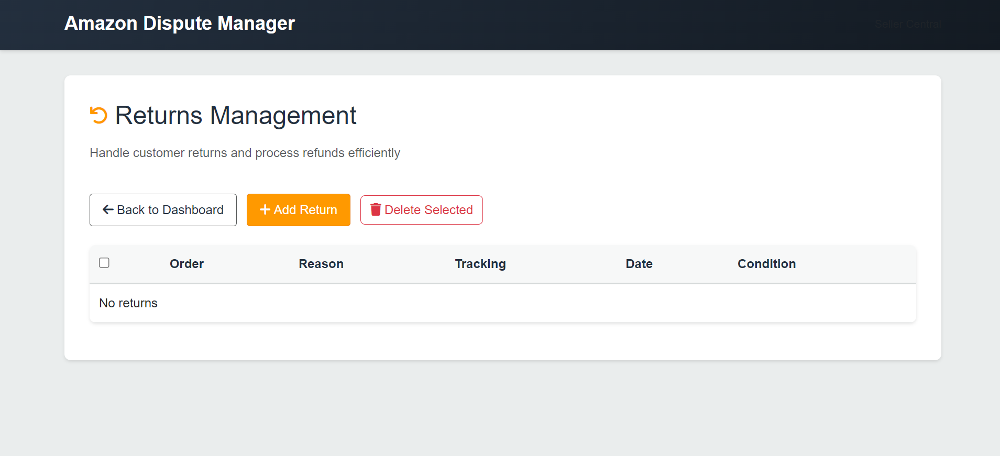 Amazon Dispute Manager
Seller Central
Returns Management
Handle customer returns and process refunds efficiently
Back to Dashboard
Add Return
Delete Selected
Order Reason Tracking Date Condition
No returns